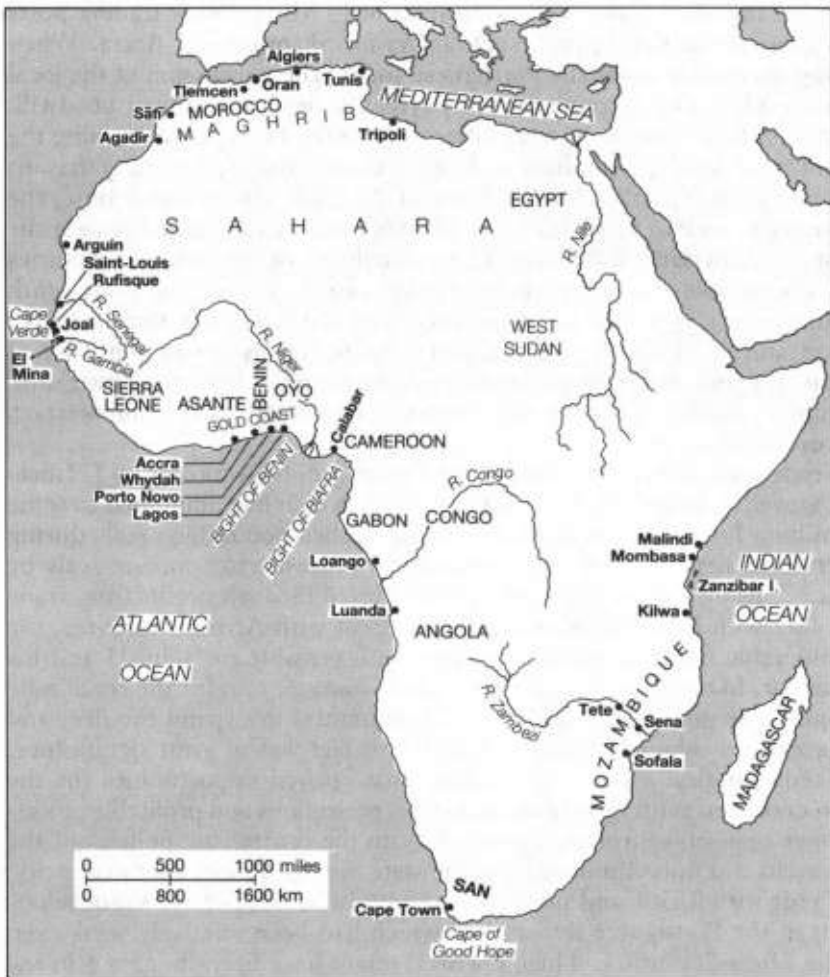 Algiers
Oran
Tunis
Tlemcen
MEDITERRANEAN SEA
Săfi
MOROCCO
MAGHRIB
Tripoli
Agadir
EGYPT
SAHARA
R. Nile
Arguin
Saint-Louis
Rufisque
Cape
Verde
Joal
R. Senegal
R. Gambia
El
Mina
R. Niger
WEST
SUDAN
SIERRA
LEONE
ASANTE
BENIN
OYO
GOLD COAST
Calabar
CAMEROON
Accra
Whydah
Porto Novo
Lagos
BIGHT OF BENIN
BIGHT OF BIAFRA
R. Congo
GABON
CONGO
Malindi
Mombasa
INDIAN
OCEAN
Zanzibar I.
Loango
Luanda
Kilwa
ATLANTIC
OCEAN
ANGOLA
R. Zambezi
Tete
Sena
Sofala
MOZAMBIQUE
MADAGASCAR
0 500 1000 miles
0 800 1600 km
SAN
Cape Town
Cape of
Good Hope